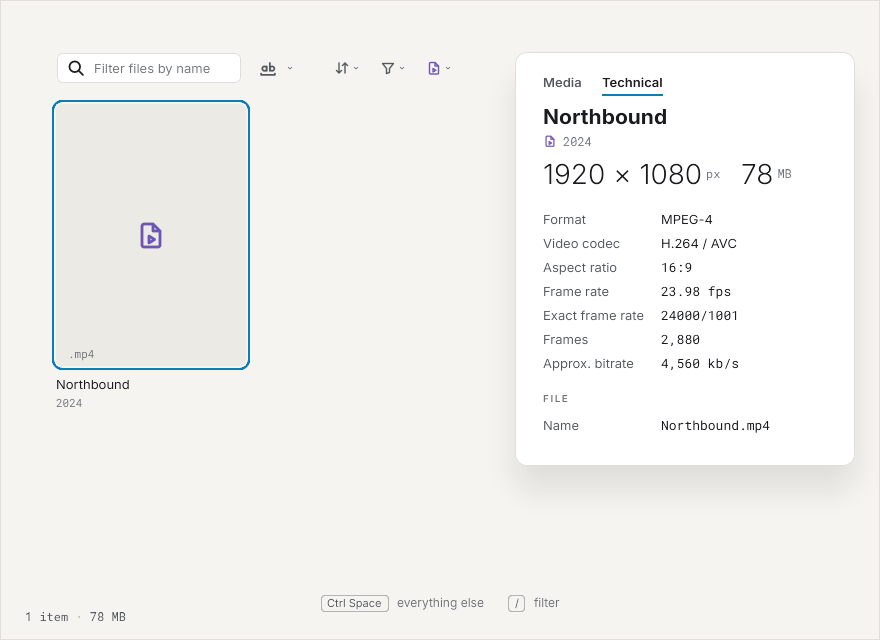 Filter files by name
ab
.mp4
Northbound
2024
Media Technical
Northbound
2024
1920 × 1080 px 78 MB
Format MPEG-4
Video codec H.264 / AVC
Aspect ratio 16:9
Frame rate 23.98 fps
Exact frame rate 24000/1001
Frames 2,880
Approx. bitrate 4,560 kb/s
FILE
Name Northbound.mp4
Ctrl Space everything else / filter
1 item · 78 MB